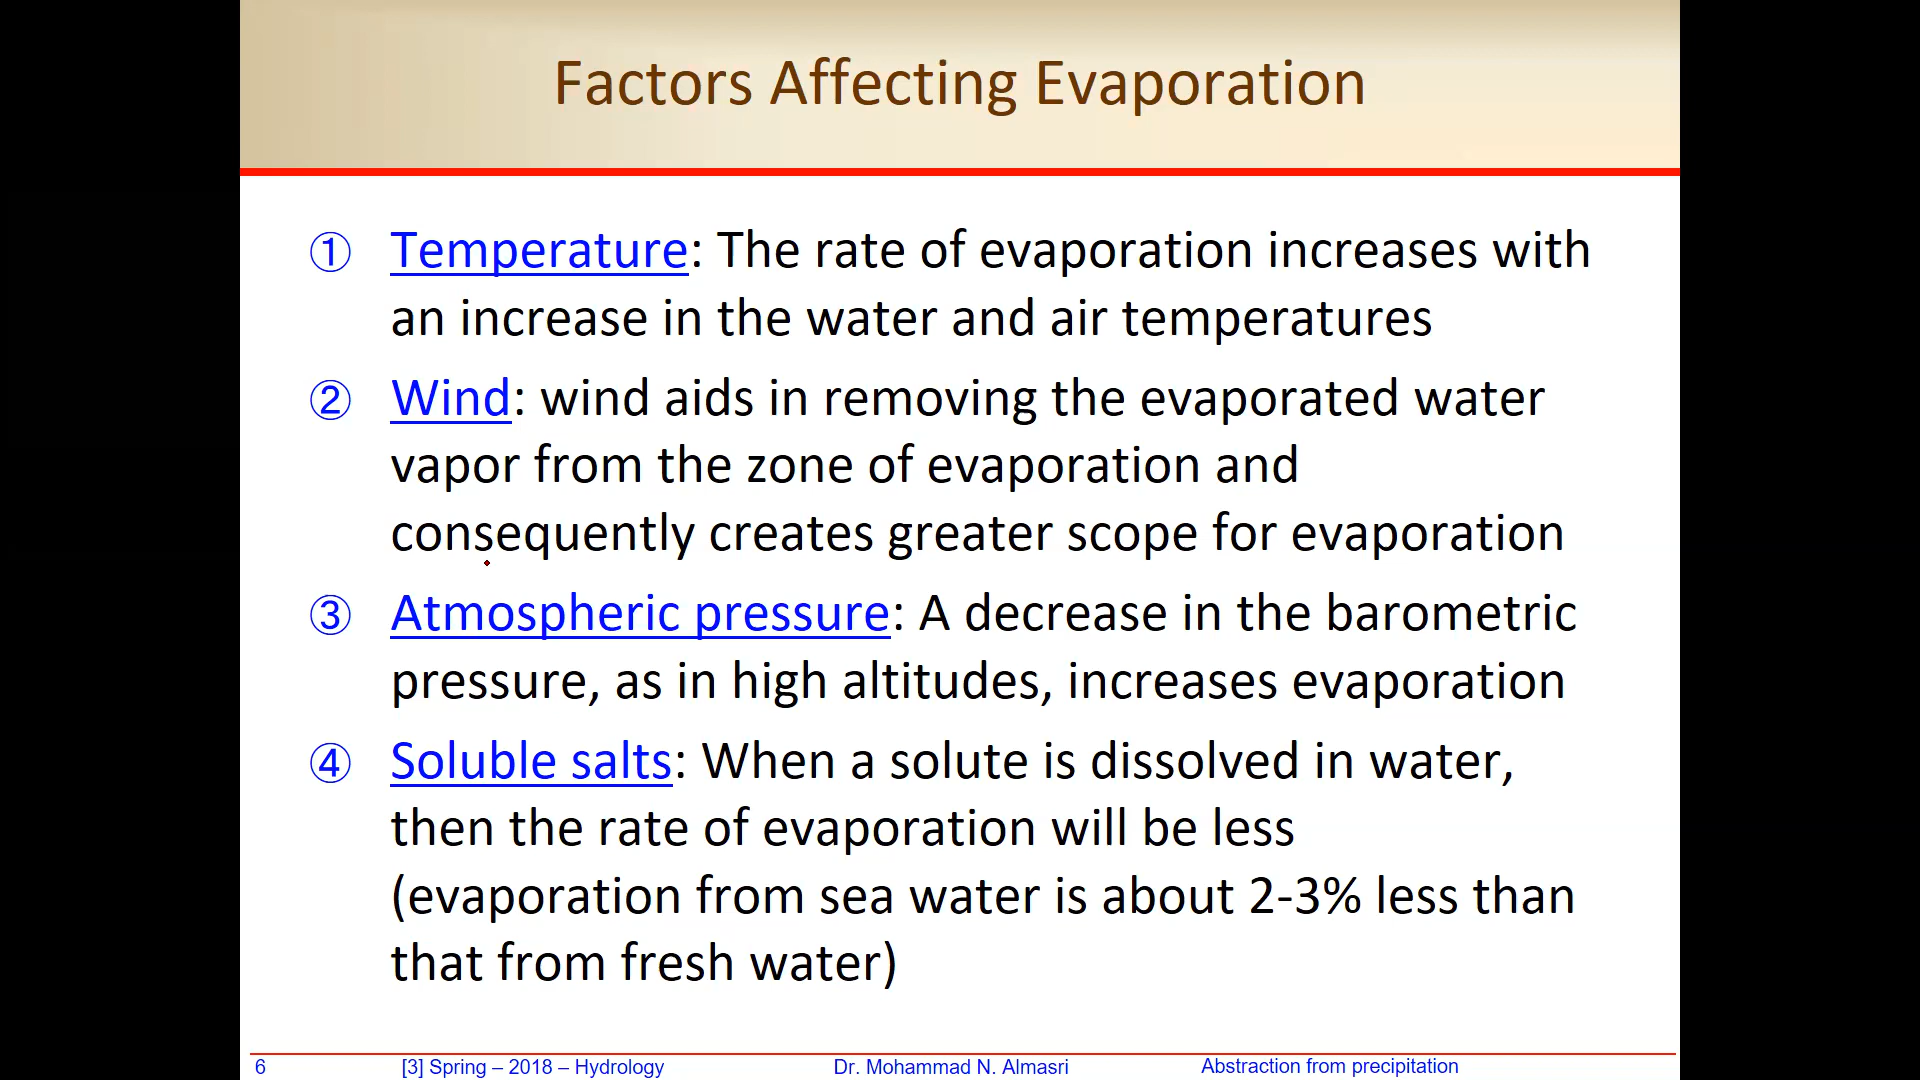 Factors Affecting Evaporation
① Temperature: The rate of evaporation increases with
an increase in the water and air temperatures
② Wind: wind aids in removing the evaporated water
vapor from the zone of evaporation and
consequently creates greater scope for evaporation
③ Atmospheric pressure: A decrease in the barometric
pressure, as in high altitudes, increases evaporation
④ Soluble salts: When a solute is dissolved in water,
then the rate of evaporation will be less
(evaporation from sea water is about 2-3% less than
that from fresh water)
6 [3] Spring – 2018 – Hydrology Dr. Mohammad N. Almasri Abstraction from precipitation